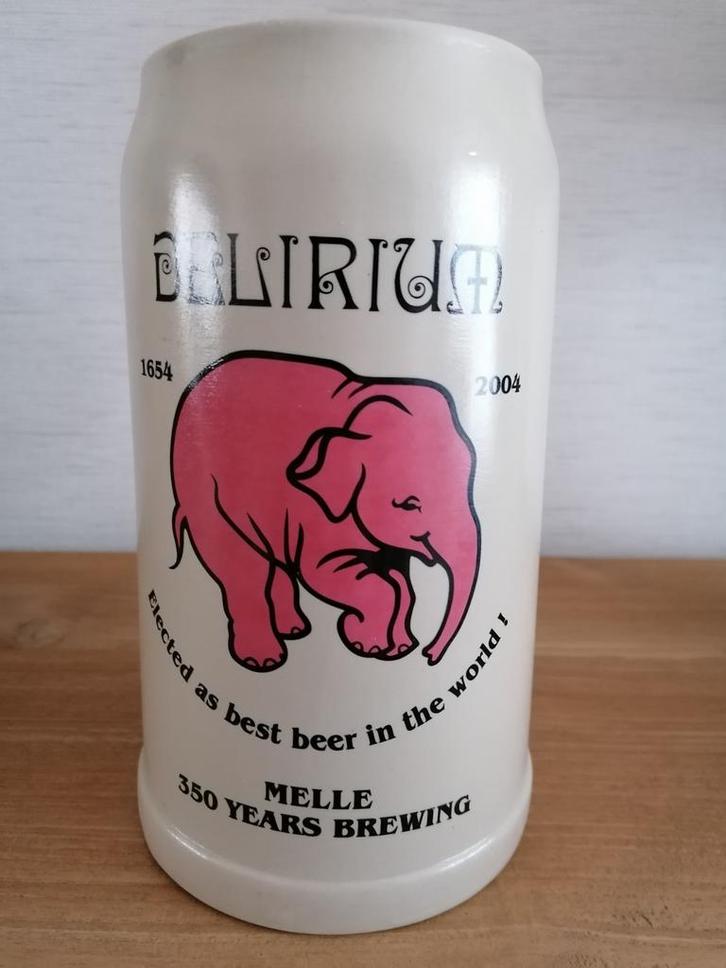 DELIRIUM
1654 2004
Elected as best beer in the world !
MELLE
350 YEARS BREWING